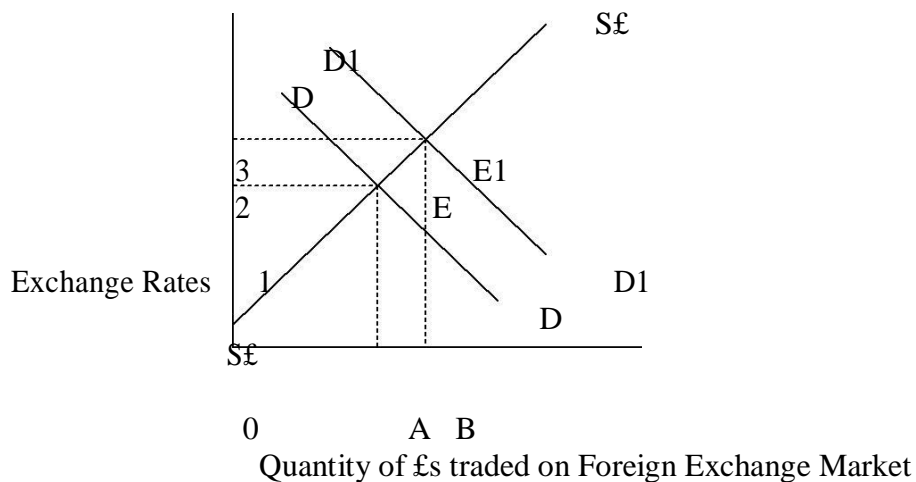 S£
D1
D
3 E1
2 E
Exchange Rates 1 D1
D
S£
0 A B
Quantity of £s traded on Foreign Exchange Market